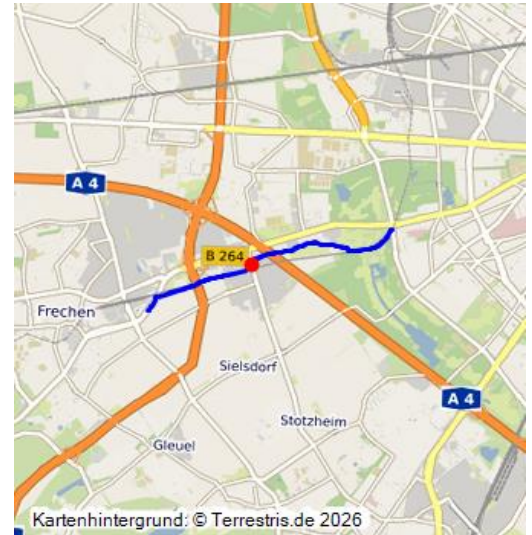 A 4
B 264
Frechen
Sielsdorf
A 4
Stotzheim
Gleuel
Kartenhintergrund: © Terrestris.de 2026